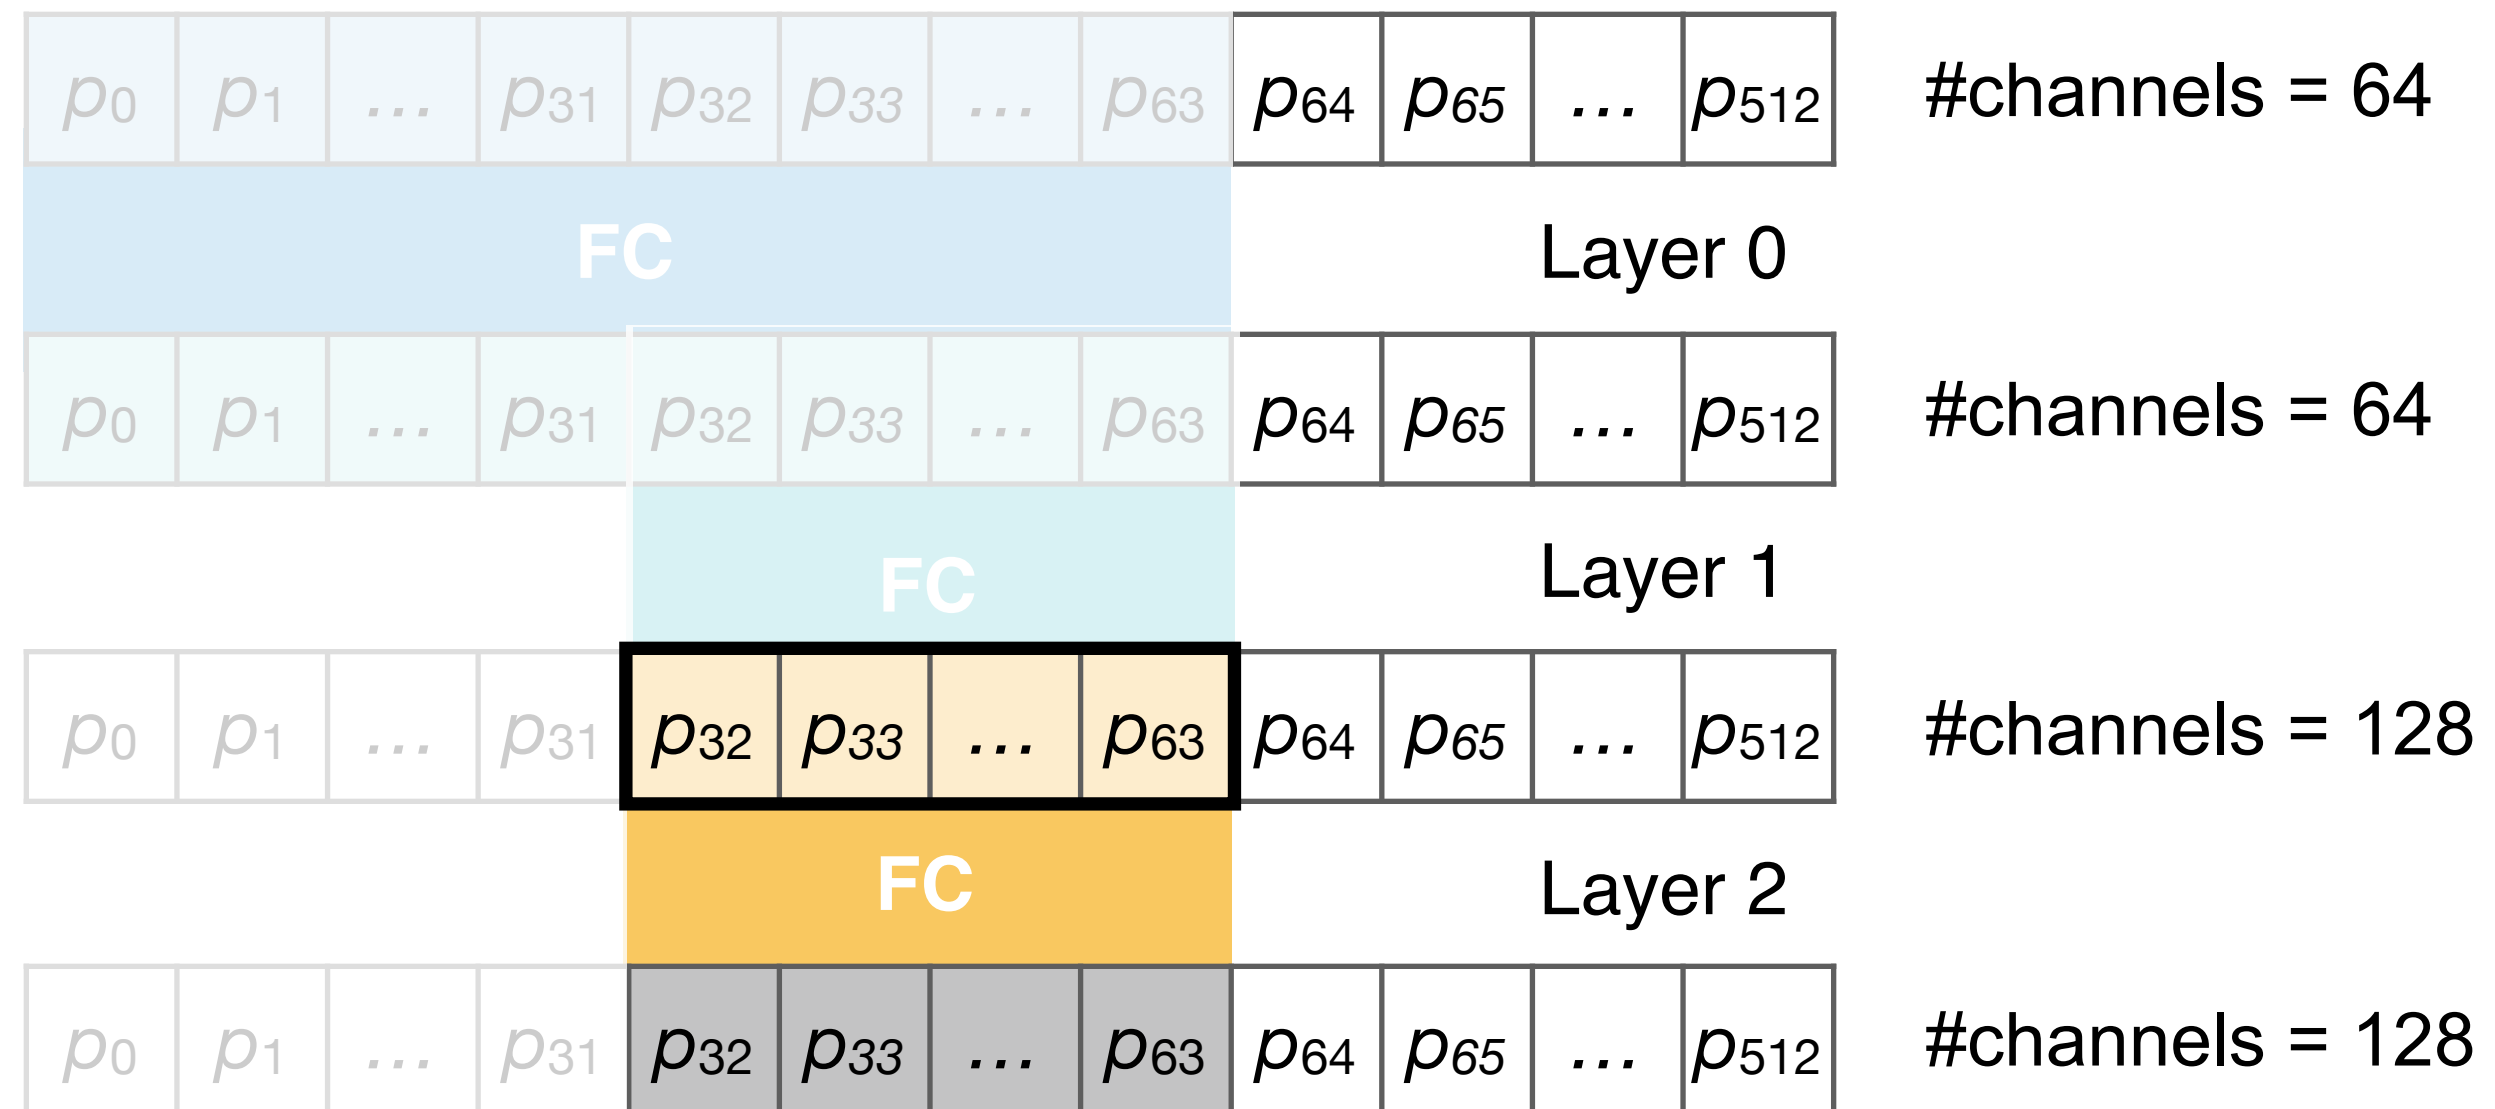 p0 p1 ... p31 p32 p33 ... p63 p64 p65 ... p512 #channels = 64
FC Layer 0
p0 p1 ... p31 p32 p33 ... p63 p64 p65 ... p512 #channels = 64
FC Layer 1
p0 p1 ... p31 p32 p33 ... p63 p64 p65 ... p512 #channels = 128
FC Layer 2
p0 p1 ... p31 p32 p33 ... p63 p64 p65 ... p512 #channels = 128